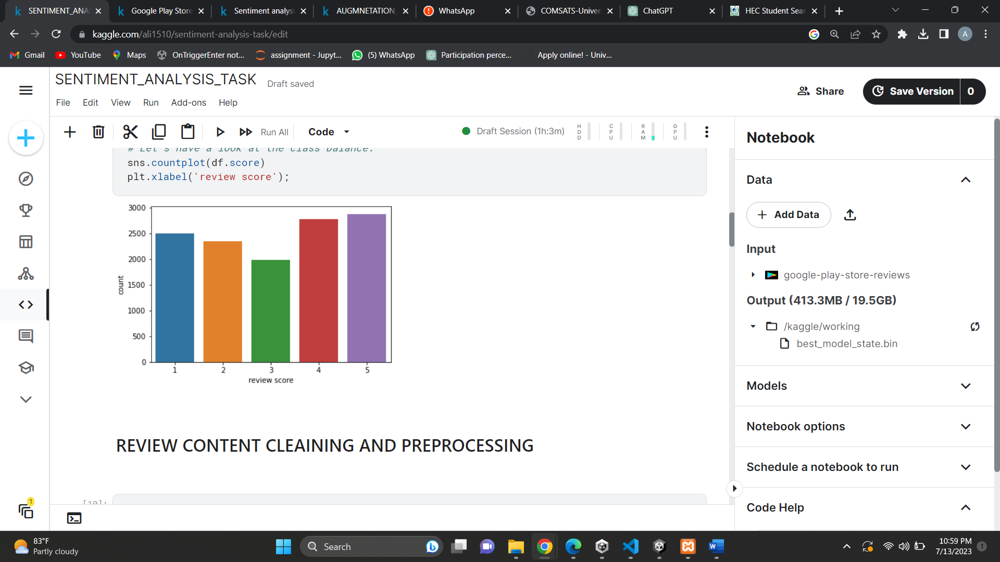 SENTIMENT_ANA
Google Play Store
Sentiment analysi
AUGMNETATION_
WhatsApp
COMSATS-Univer
ChatGPT
HEC Student Sear
kaggle.com/ali1510/sentiment-analysis-task/edit
A
Gmail
YouTube
Maps
OnTriggerEnter not...
assignment - Jupyt...
(5) WhatsApp
Participation perce...
Apply online! - Univ...
SENTIMENT_ANALYSIS_TASK
Draft saved
File Edit View Run Add-ons Help
Share
Save Version 0
Run All
Code
Draft Session (1h:3m)
HDD
CPU
RAM
GPU
# Let's have a look at the class balance.
sns.countplot(df.score)
plt.xlabel('review score');
3000
2500
2000
1500
1000
500
0
count
1 2 3 4 5
review score
REVIEW CONTENT CLEAINING AND PREPROCESSING
[10]:
Notebook
Data
+ Add Data
Input
google-play-store-reviews
Output (413.3MB / 19.5GB)
/kaggle/working
best_model_state.bin
Models
Notebook options
Schedule a notebook to run
Code Help
1
83°F
Partly cloudy
Search
10:59 PM
7/13/2023
1